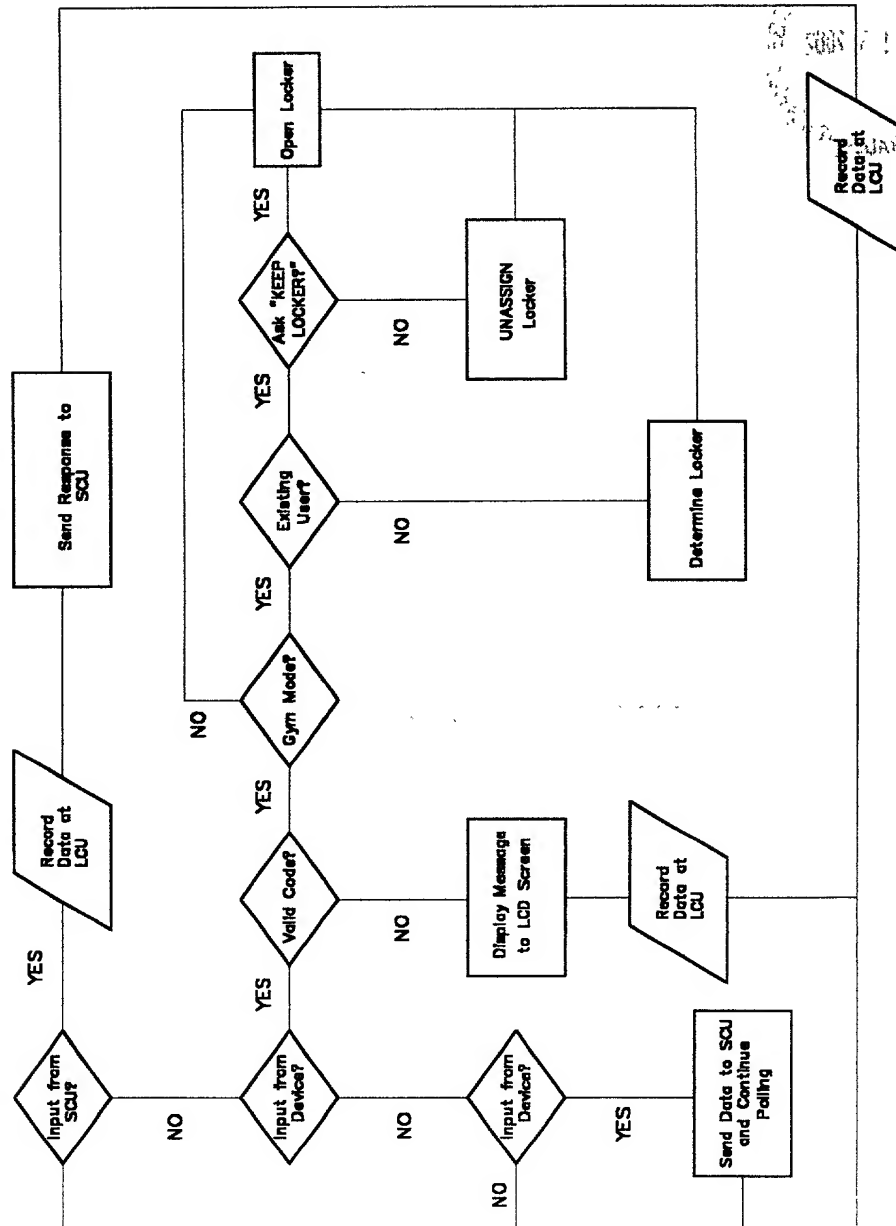 Input from
SCU?
YES
Record
Data at
LCU
Send Response to
SCU
NO
Input from
Device?
YES
Valid Code?
YES
Gym Mode?
NO
YES
Existing
User?
YES
Ask "KEEP
LOCKER?"
YES
Open Locker
NO
Input from
Device?
NO
YES
Send Data to SCU
and Continue
Polling
NO
Display Message
to LCD Screen
Record
Data at
LCU
NO
Determine Locker
NO
UNASSIGN
Locker
Record
Data at
LCU